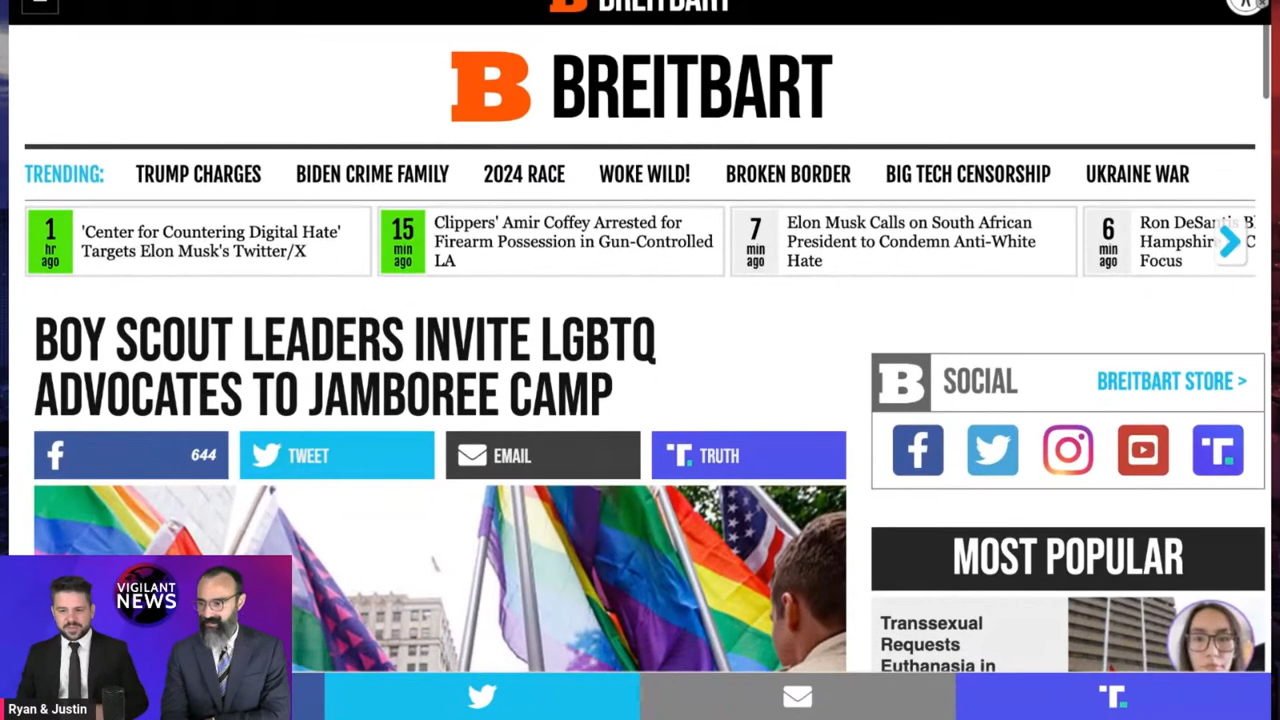 BREITBART
B BREITBART
TRENDING: TRUMP CHARGES BIDEN CRIME FAMILY 2024 RACE WOKE WILD! BROKEN BORDER BIG TECH CENSORSHIP UKRAINE WAR
1
hr
ago
'Center for Countering Digital Hate'
Targets Elon Musk's Twitter/X
15
min
ago
Clippers' Amir Coffey Arrested for
Firearm Possession in Gun-Controlled
LA
7
min
ago
Elon Musk Calls on South African
President to Condemn Anti-White
Hate
6
min
ago
Ron
Hampshire
Focus
BOY SCOUT LEADERS INVITE LGBTQ
ADVOCATES TO JAMBOREE CAMP
644
TWEET
EMAIL
TRUTH
B SOCIAL BREITBART STORE >
MOST POPULAR
Transsexual
Requests
Euthanasia in
VIGILANT
NEWS
Ryan & Justin